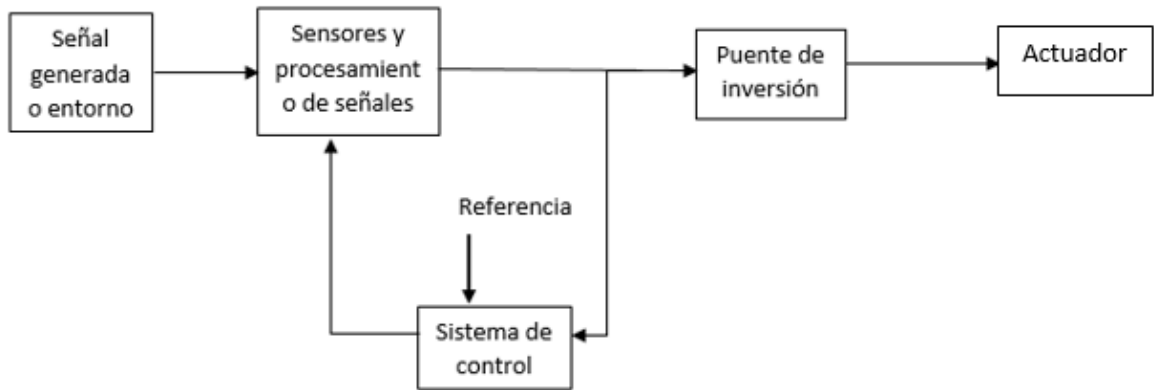 Señal
generada
o entorno
Sensores y
procesamient
o de señales
Puente de
inversión
Actuador
Referencia
Sistema de
control